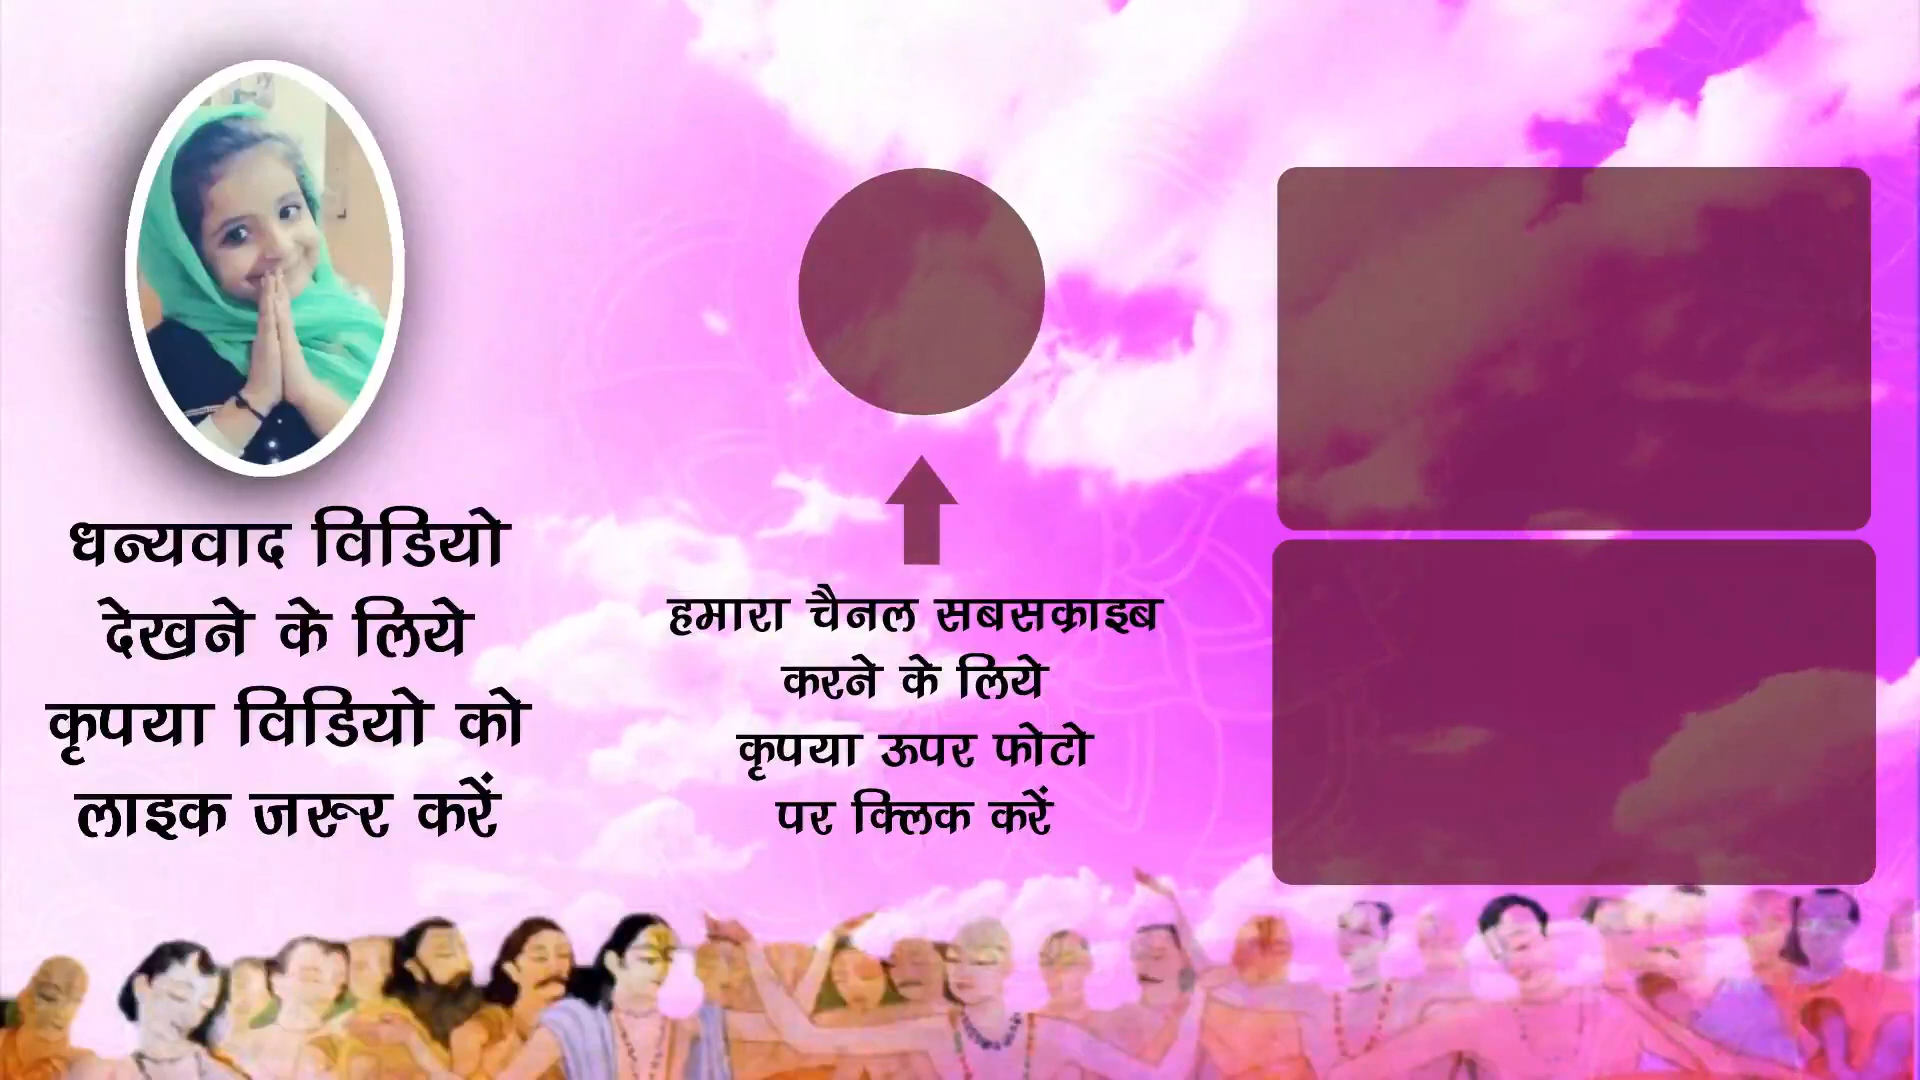 धन्यवाद विडियो
देखने के लिये
कृपया विडियो को
लाइक जरूर करें
हमारा चैनल सबसक्राइब
करने के लिये
कृपया ऊपर फोटो
पर क्लिक करें